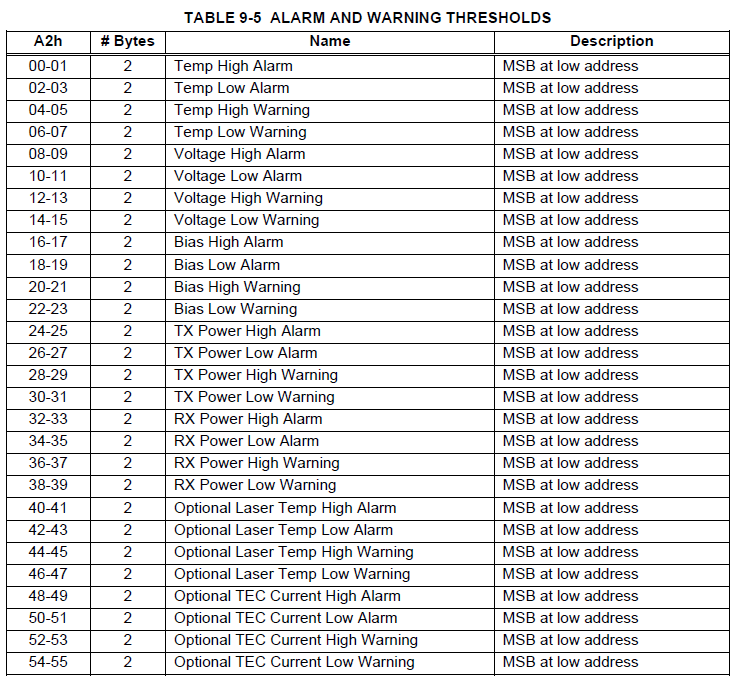 TABLE 9-5 ALARM AND WARNING THRESHOLDS
A2h # Bytes Name Description
00-01 2 Temp High Alarm MSB at low address
02-03 2 Temp Low Alarm MSB at low address
04-05 2 Temp High Warning MSB at low address
06-07 2 Temp Low Warning MSB at low address
08-09 2 Voltage High Alarm MSB at low address
10-11 2 Voltage Low Alarm MSB at low address
12-13 2 Voltage High Warning MSB at low address
14-15 2 Voltage Low Warning MSB at low address
16-17 2 Bias High Alarm MSB at low address
18-19 2 Bias Low Alarm MSB at low address
20-21 2 Bias High Warning MSB at low address
22-23 2 Bias Low Warning MSB at low address
24-25 2 TX Power High Alarm MSB at low address
26-27 2 TX Power Low Alarm MSB at low address
28-29 2 TX Power High Warning MSB at low address
30-31 2 TX Power Low Warning MSB at low address
32-33 2 RX Power High Alarm MSB at low address
34-35 2 RX Power Low Alarm MSB at low address
36-37 2 RX Power High Warning MSB at low address
38-39 2 RX Power Low Warning MSB at low address
40-41 2 Optional Laser Temp High Alarm MSB at low address
42-43 2 Optional Laser Temp Low Alarm MSB at low address
44-45 2 Optional Laser Temp High Warning MSB at low address
46-47 2 Optional Laser Temp Low Warning MSB at low address
48-49 2 Optional TEC Current High Alarm MSB at low address
50-51 2 Optional TEC Current Low Alarm MSB at low address
52-53 2 Optional TEC Current High Warning MSB at low address
54-55 2 Optional TEC Current Low Warning MSB at low address